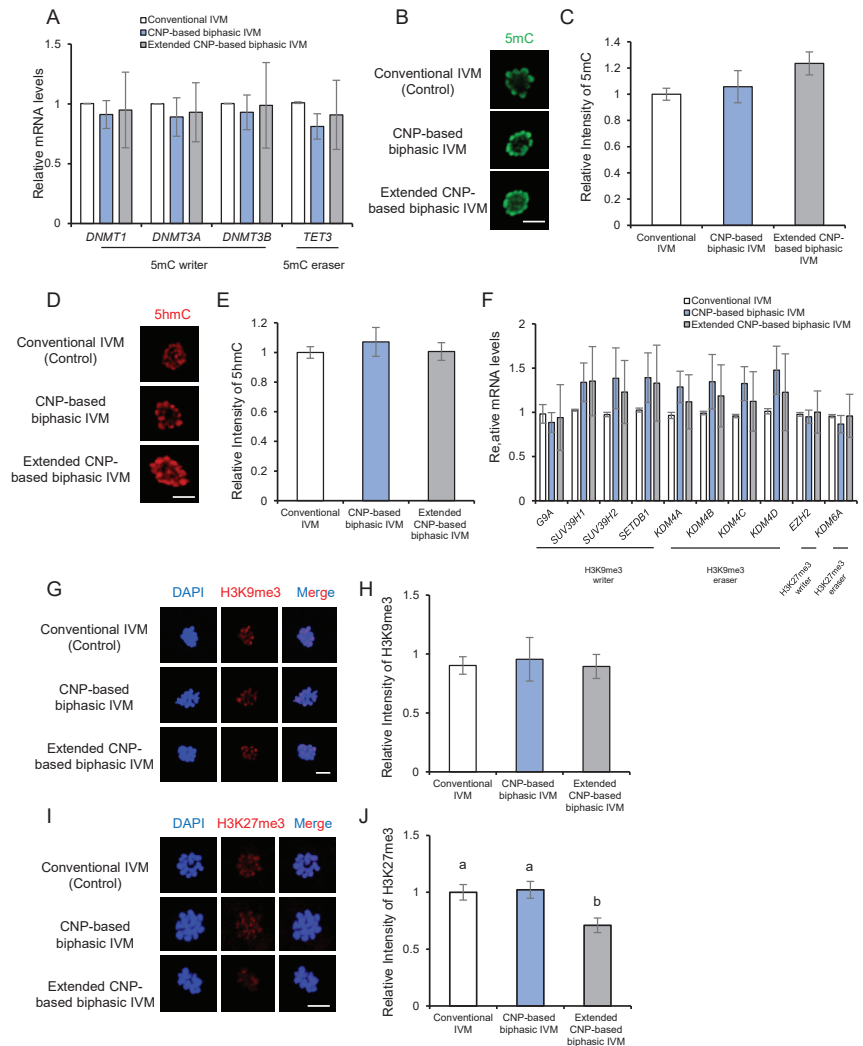 A
Conventional IVM
CNP-based biphasic IVM
Extended CNP-based biphasic IVM
Relative mRNA levels
1.5
1
0.5
0
DNMT1 DNMT3A DNMT3B TET3
5mC writer 5mC eraser
B
5mC
Conventional IVM
(Control)
CNP-based
biphasic IVM
Extended CNP-
based biphasic IVM
C
Relative Intensity of 5mC
1.4
1.2
1
0.8
0.6
0.4
0.2
0
Conventional
IVM
CNP-based
biphasic IVM
Extended CNP-
based biphasic
IVM
D
5hmC
Conventional IVM
(Control)
CNP-based
biphasic IVM
Extended CNP-
based biphasic IVM
E
Relative Intensity of 5hmC
1.2
1
0.8
0.6
0.4
0.2
0
Conventional
IVM
CNP-based
biphasic IVM
Extended
CNP-based
biphasic IVM
F
Conventional IVM
CNP-based biphasic IVM
Extended CNP-based biphasic IVM
Re,ative mRNA levels
2
1.5
1
0.5
0
G9A SUV39H1 SUV39H2 SETDB1 KDM4A KDM4B KDM4C KDM4D EZH2 KDM6A
H3K9me3
writer
H3K9me3
eraser
H3K27me3
writer
H3K27me3
eraser
G
DAPI H3K9me3 Merge
Conventional IVM
(Control)
CNP-based
biphasic IVM
Extended CNP-
based biphasic IVM
H
Relative Intensity of H3K9me3
1.5
1
0.5
0
Conventional
IVM
CNP-based
biphasic IVM
Extended
CNP-based
biphasic IVM
I
DAPI H3K27me3 Merge
Conventional IVM
(Control)
CNP-based
biphasic IVM
Extended CNP-
based biphasic IVM
J
Relative Intensity of H3K27me3
1.5
1
0.5
0
a a b
Conventional
IVM
CNP-based
biphasic IVM
Extended
CNP-based
biphasic IVM